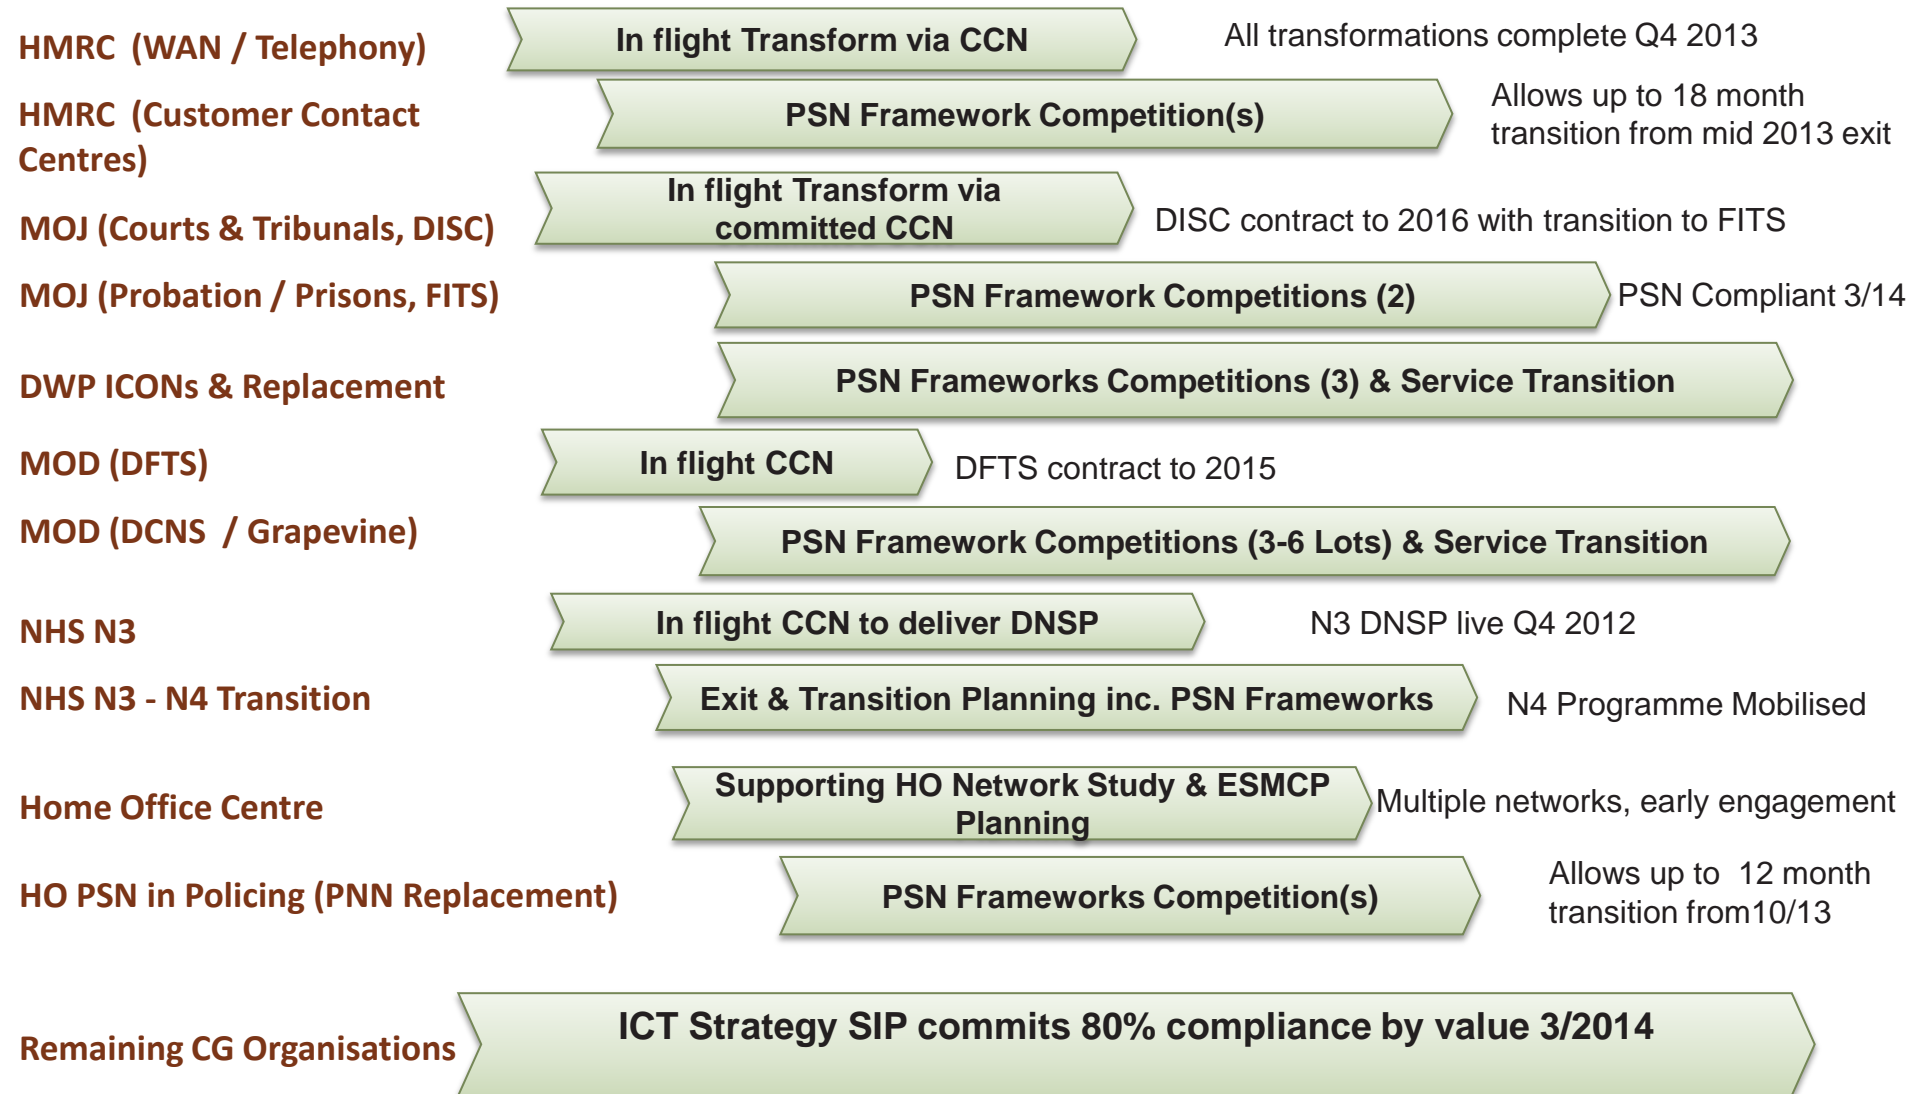 HMRC (WAN / Telephony)
In flight Transform via CCN
All transformations complete Q4 2013
HMRC (Customer Contact
Centres)
PSN Framework Competition(s)
Allows up to 18 month
transition from mid 2013 exit
MOJ (Courts & Tribunals, DISC)
In flight Transform via
committed CCN
DISC contract to 2016 with transition to FITS
MOJ (Probation / Prisons, FITS)
PSN Framework Competitions (2)
PSN Compliant 3/14
DWP ICONs & Replacement
PSN Frameworks Competitions (3) & Service Transition
MOD (DFTS)
In flight CCN
DFTS contract to 2015
MOD (DCNS / Grapevine)
PSN Framework Competitions (3-6 Lots) & Service Transition
NHS N3
In flight CCN to deliver DNSP
N3 DNSP live Q4 2012
NHS N3 - N4 Transition
Exit & Transition Planning inc. PSN Frameworks
N4 Programme Mobilised
Home Office Centre
Supporting HO Network Study & ESMCP
Planning
Multiple networks, early engagement
HO PSN in Policing (PNN Replacement)
PSN Frameworks Competition(s)
Allows up to 12 month
transition from10/13
Remaining CG Organisations
ICT Strategy SIP commits 80% compliance by value 3/2014